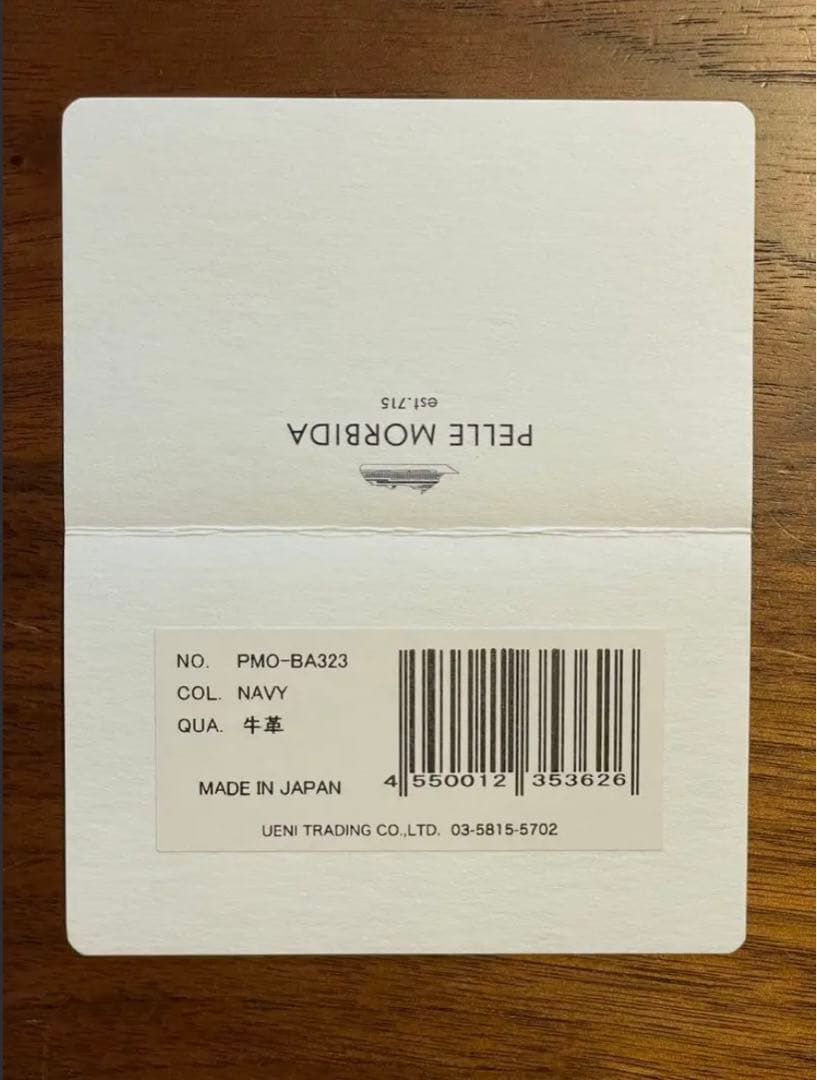 PELLE MORBIDA
est.715
NO. PMO-BA323
COL. NAVY
QUA. 牛革
MADE IN JAPAN
4 550012 353626
UENI TRADING CO.,LTD. 03-5815-5702